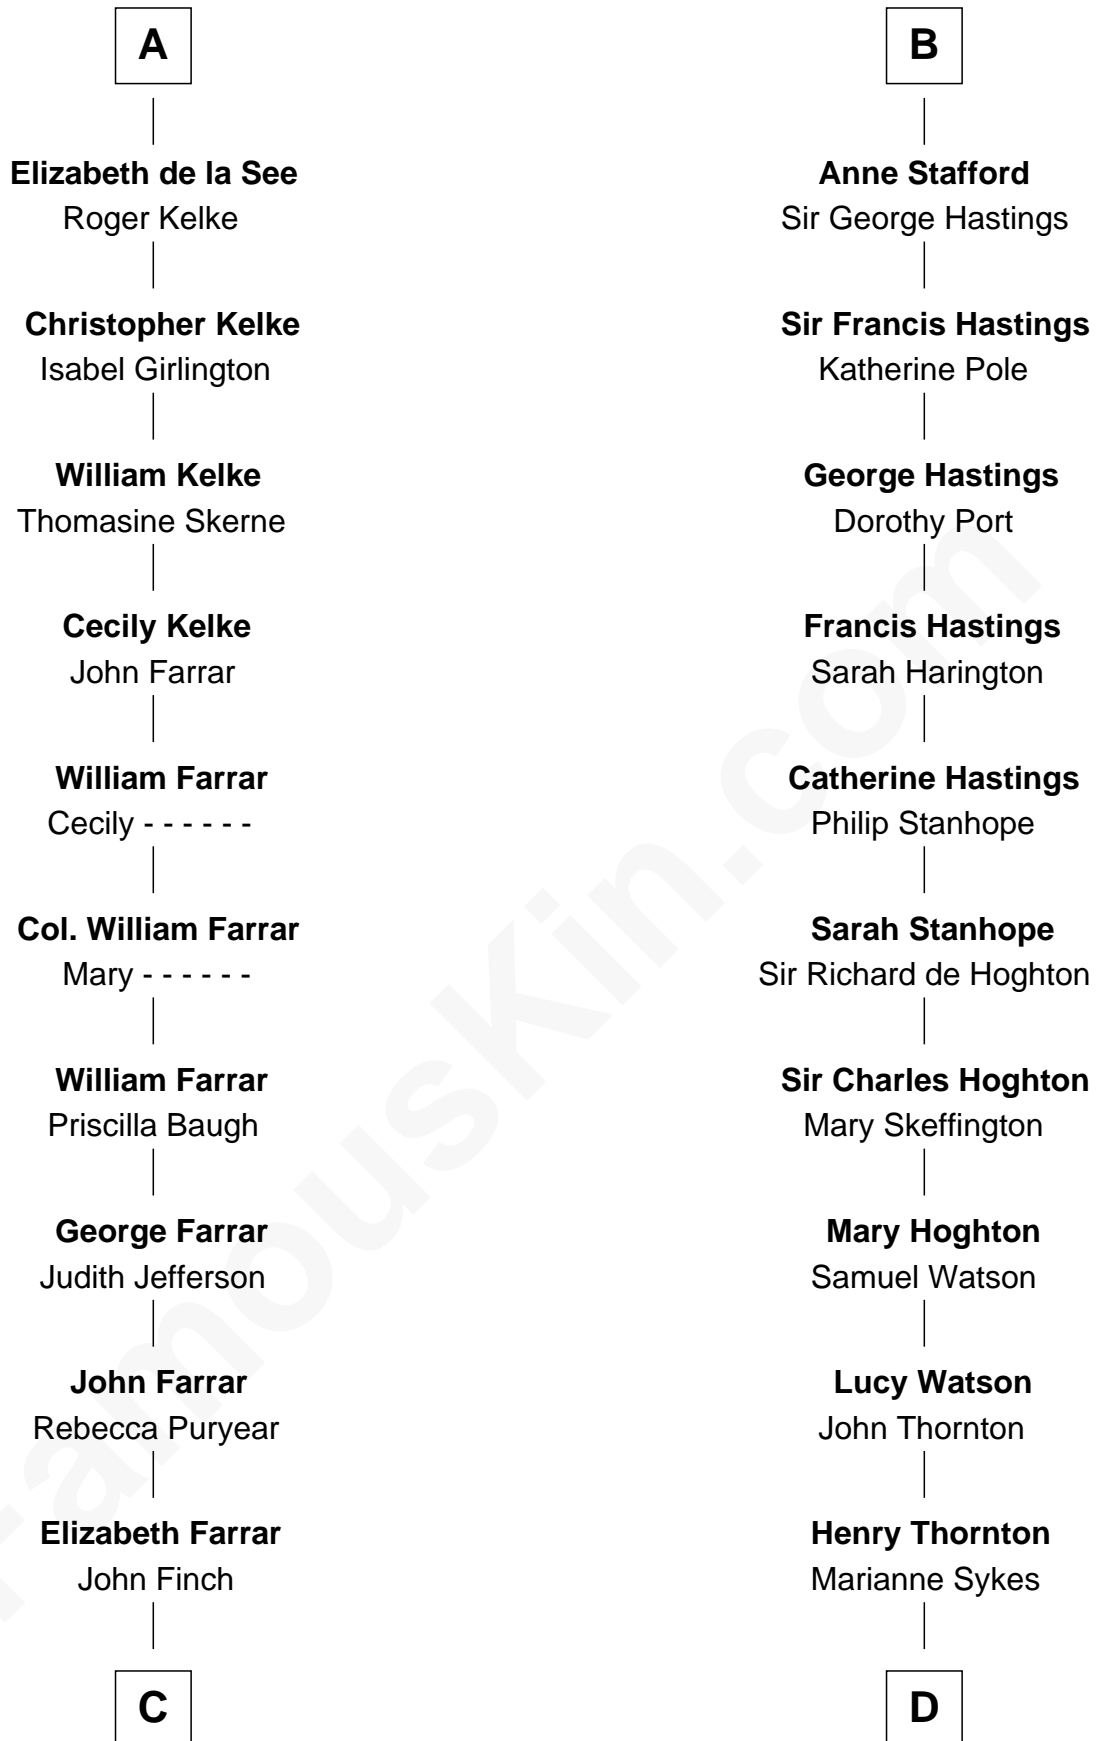 A
Elizabeth de la See
Roger Kelke
Christopher Kelke
Isabel Girlington
William Kelke
Thomasine Skerne
Cecily Kelke
John Farrar
William Farrar
Cecily - - - - - -
Col. William Farrar
Mary - - - - - -
William Farrar
Priscilla Baugh
George Farrar
Judith Jefferson
John Farrar
Rebecca Puryear
Elizabeth Farrar
John Finch
C
B
Anne Stafford
Sir George Hastings
Sir Francis Hastings
Katherine Pole
George Hastings
Dorothy Port
Francis Hastings
Sarah Harington
Catherine Hastings
Philip Stanhope
Sarah Stanhope
Sir Richard de Hoghton
Sir Charles Hoghton
Mary Skeffington
Mary Hoghton
Samuel Watson
Lucy Watson
John Thornton
Henry Thornton
Marianne Sykes
D
FamousKin.com